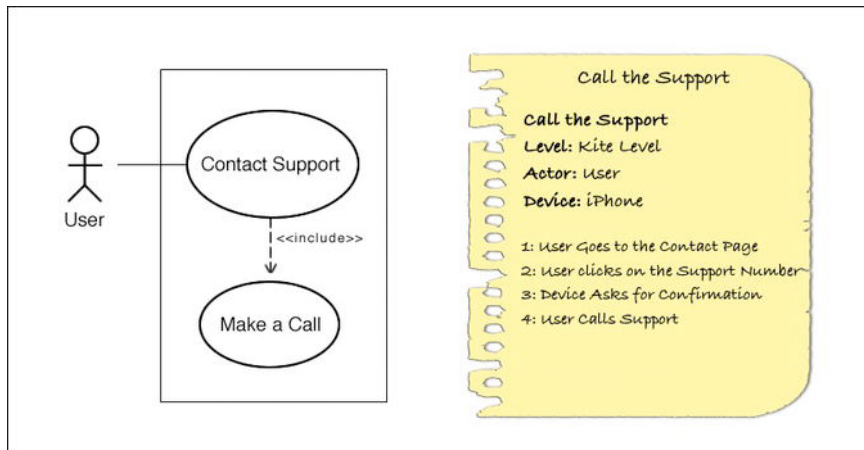 Contact Support
User
<<include>>
Make a Call
Call the Support
Call the Support
Level: Kite Level
Actor: User
Device: iPhone
1: User Goes to the Contact Page
2: User clicks on the Support Number
3: Device Asks for Confirmation
4: User Calls Support